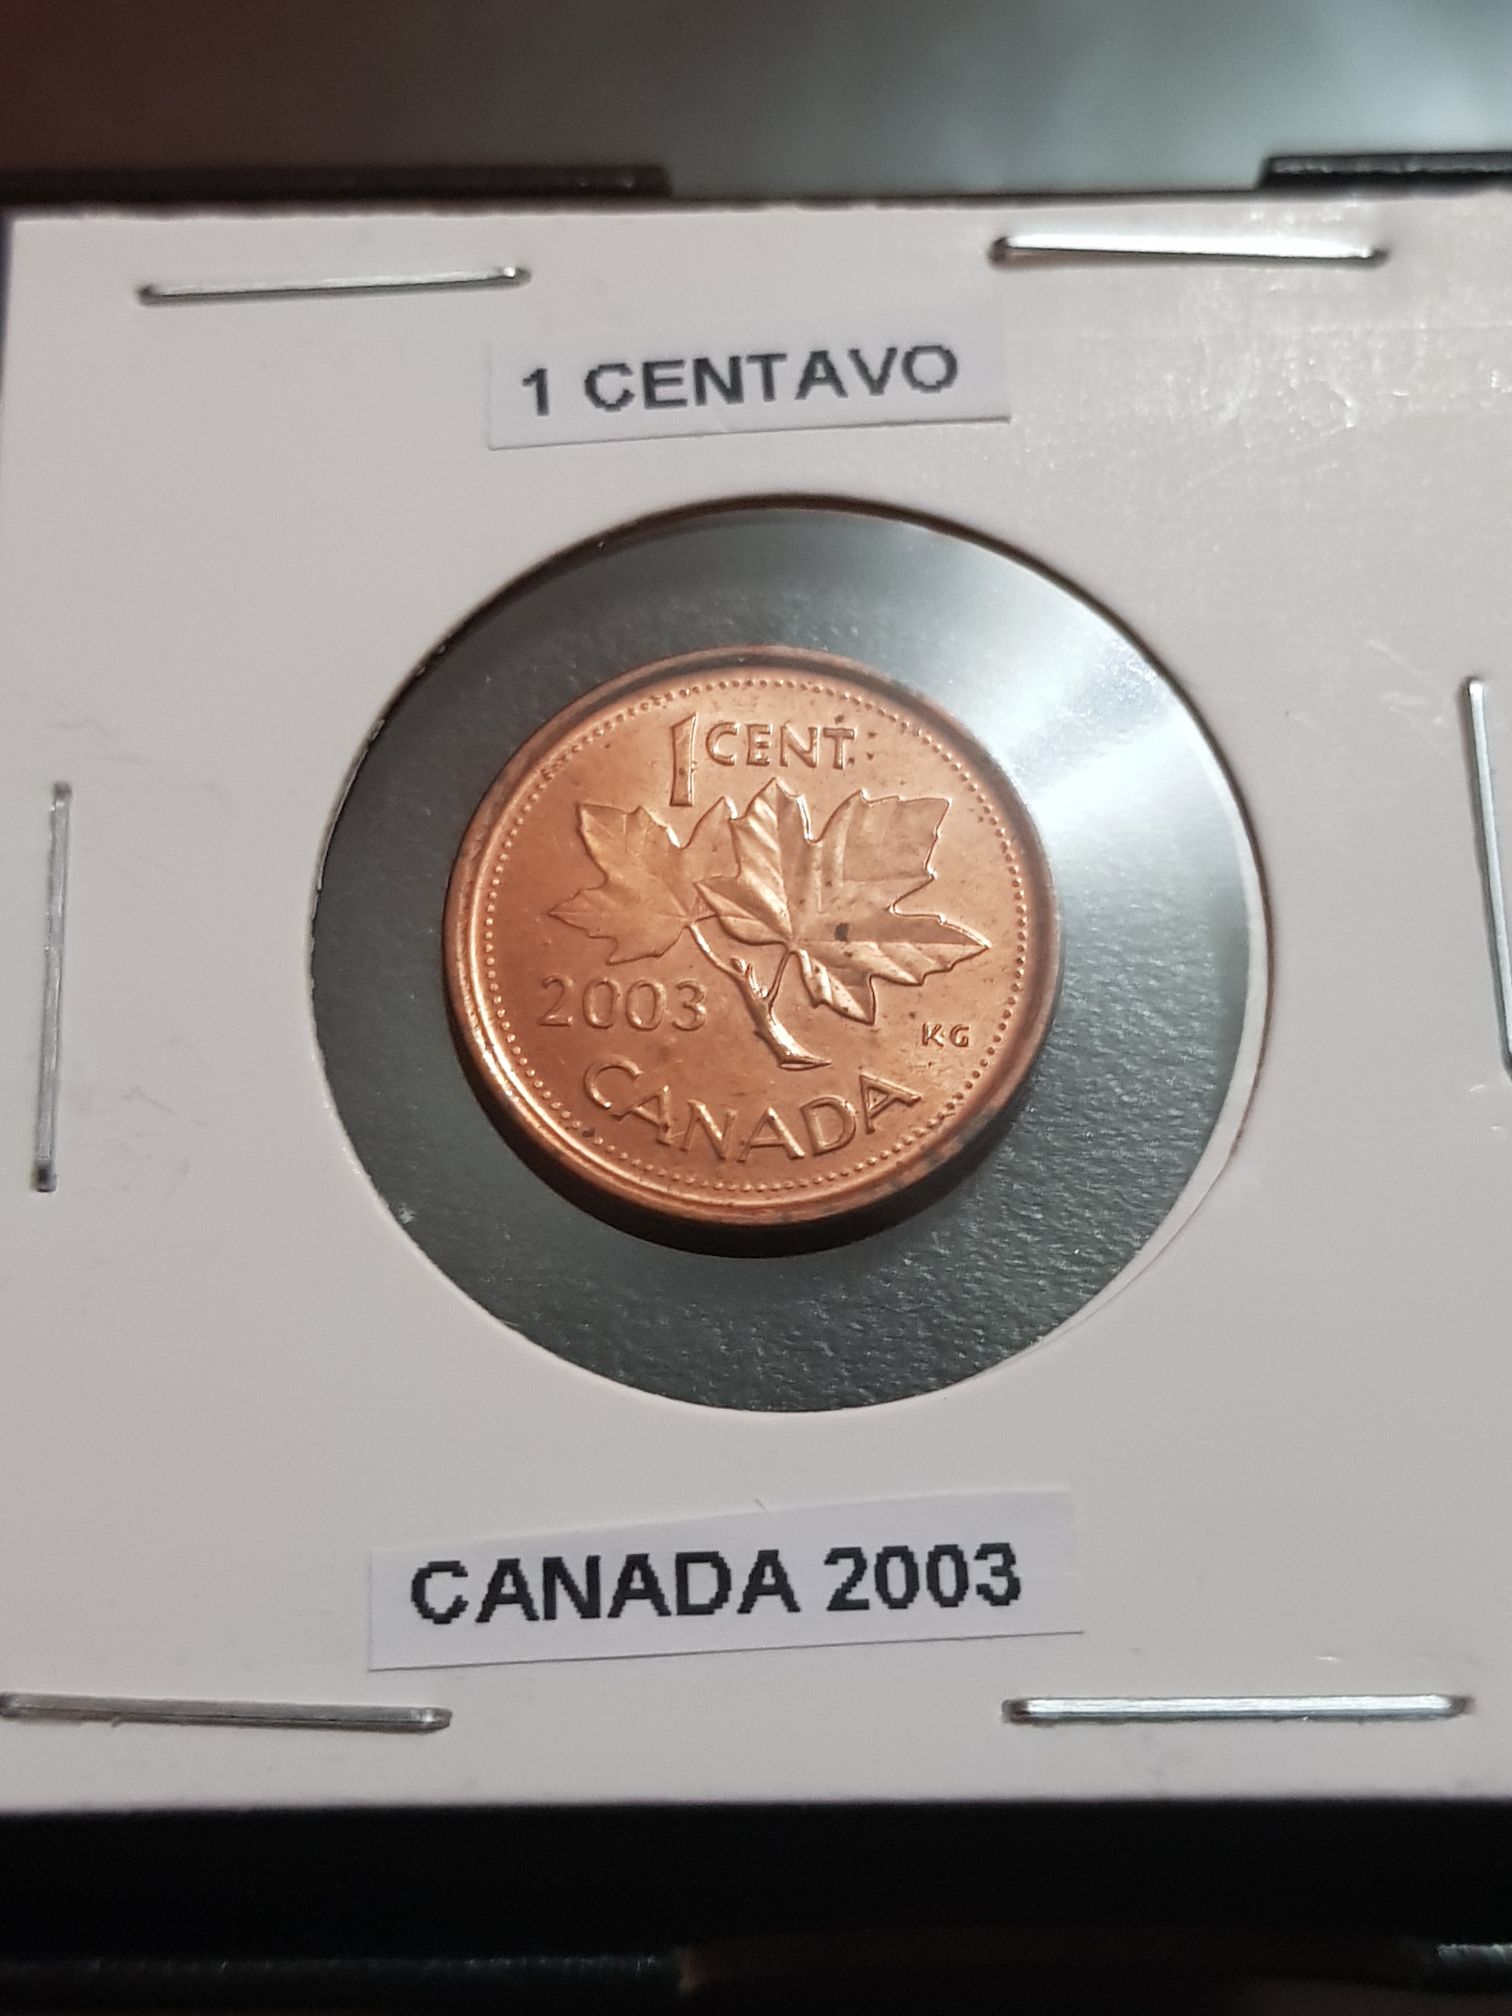 1 CENTAVO
1 CENT
2003
KG
CANADA
CANADA 2003